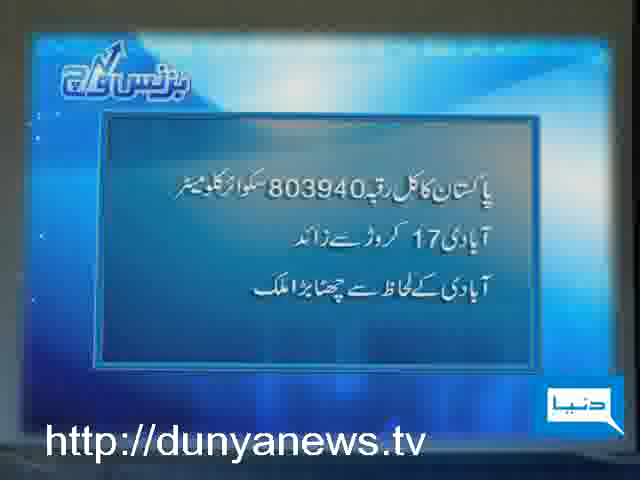 بزنس واچ
پاکستان کا کل رقبہ 803940 سکوائر کلومیٹر
آبادی 17 کروڑ سے زائد
آبادی کے لحاظ سے چھٹا بڑا ملک
دنیا
http://dunyanews.tv